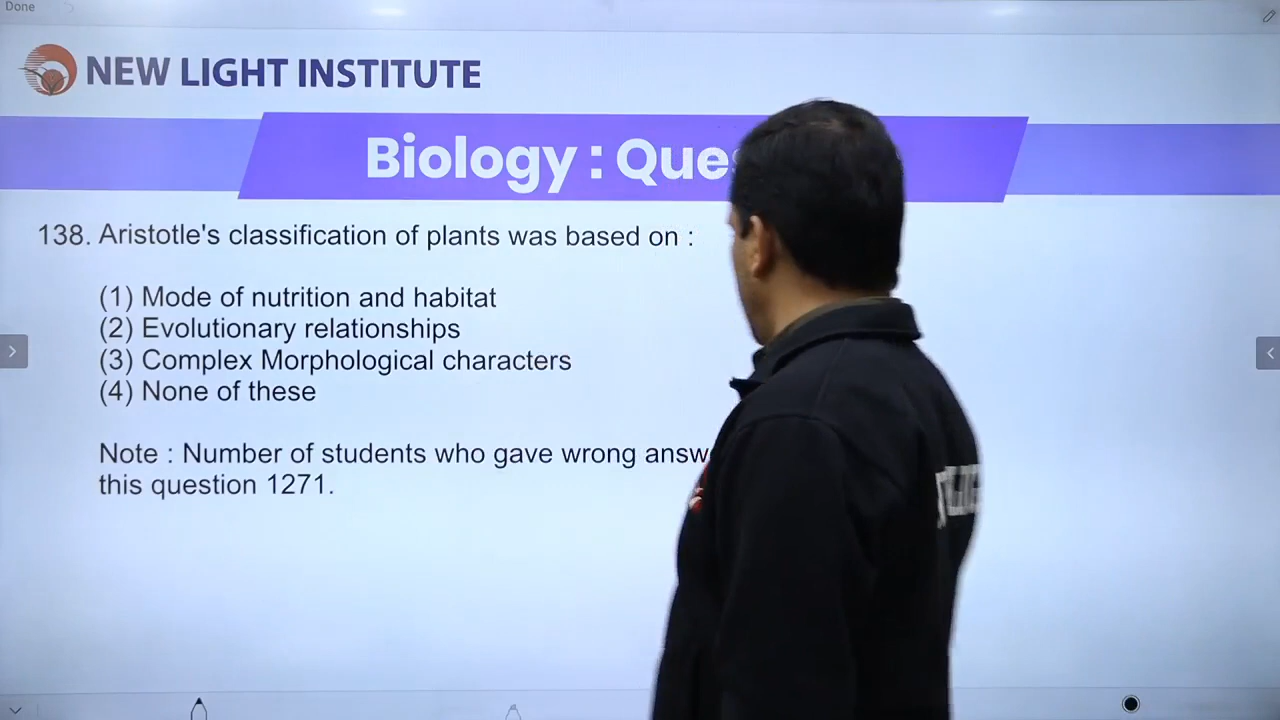 Done
NEW LIGHT INSTITUTE
Biology :
138. Aristotle's classification of plants was based on :
(1) Mode of nutrition and habitat
(2) Evolutionary relationships
(3) Complex Morphological characters
(4) None of these
Note : Number of students who gave wrong
this question 1271.